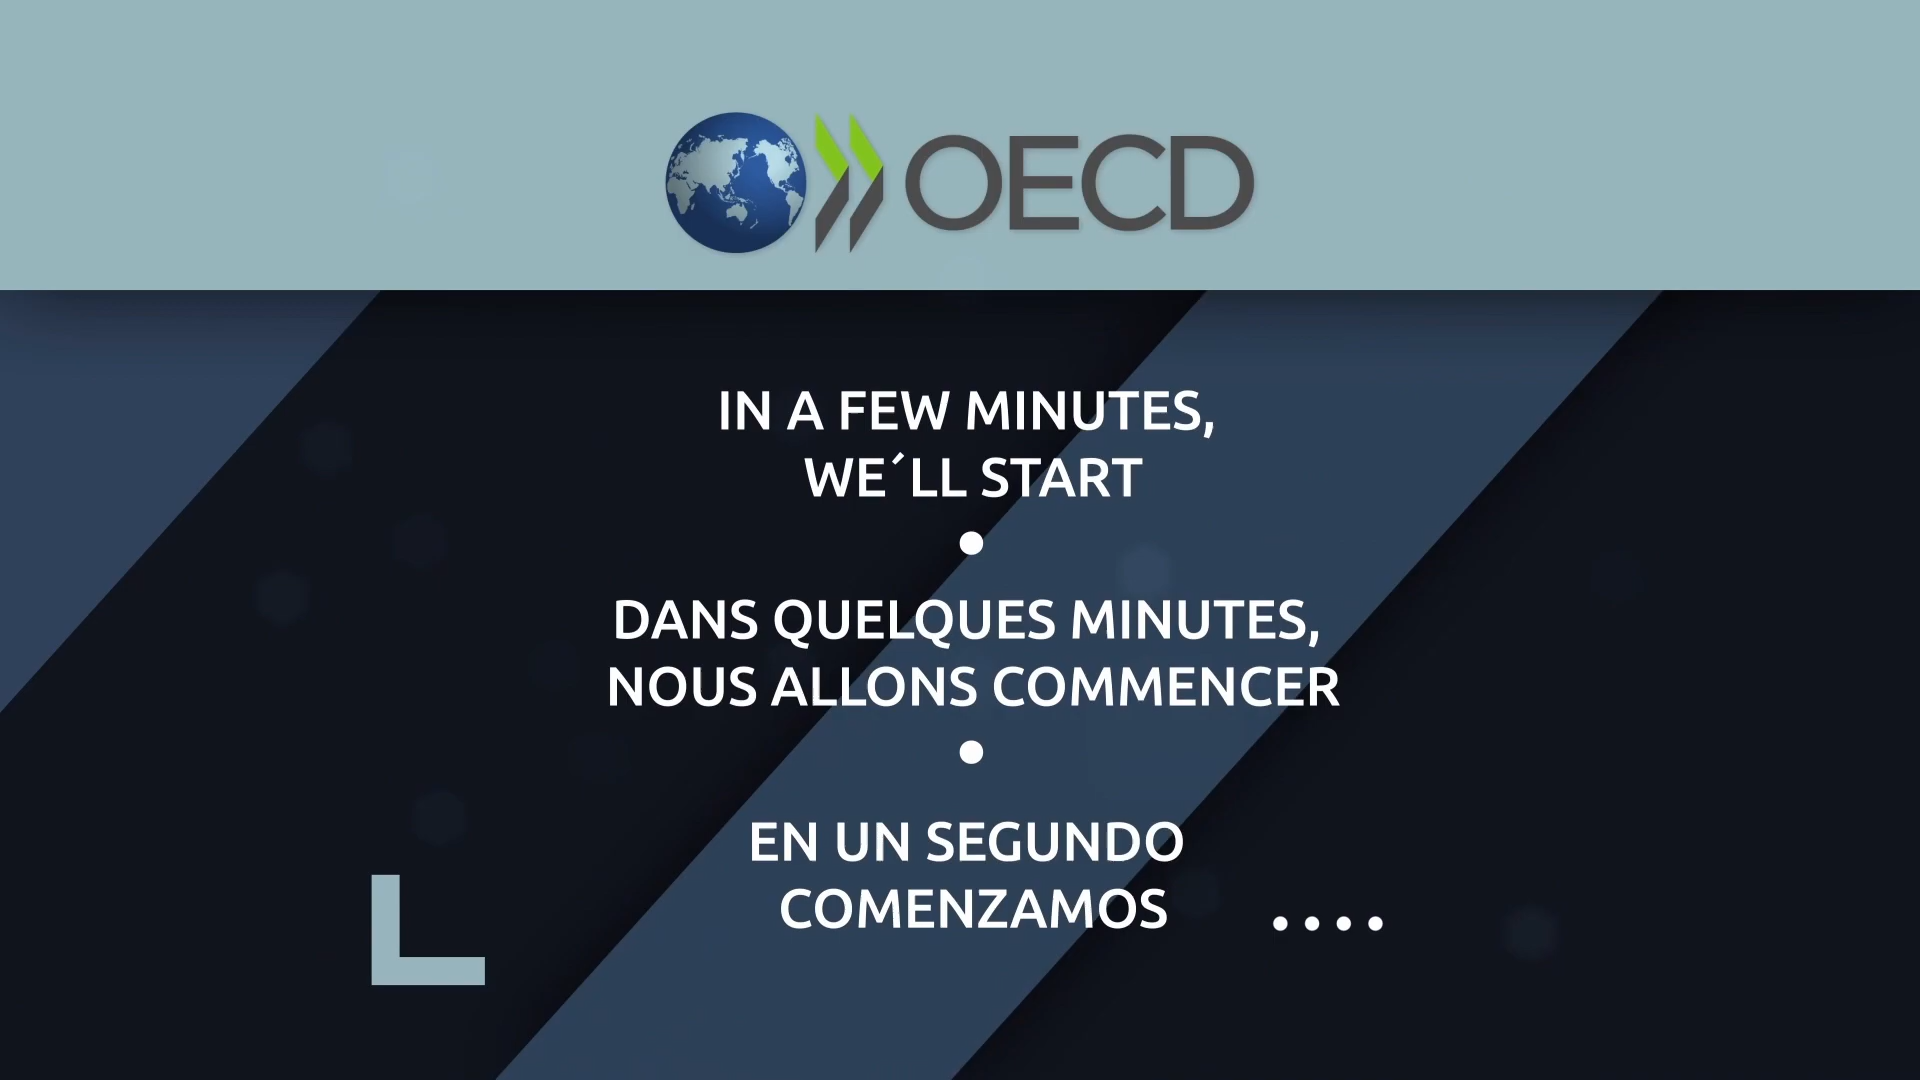 OECD
IN A FEW MINUTES,
WE´LL START
•
DANS QUELQUES MINUTES,
NOUS ALLONS COMMENCER
•
EN UN SEGUNDO
COMENZAMOS ....